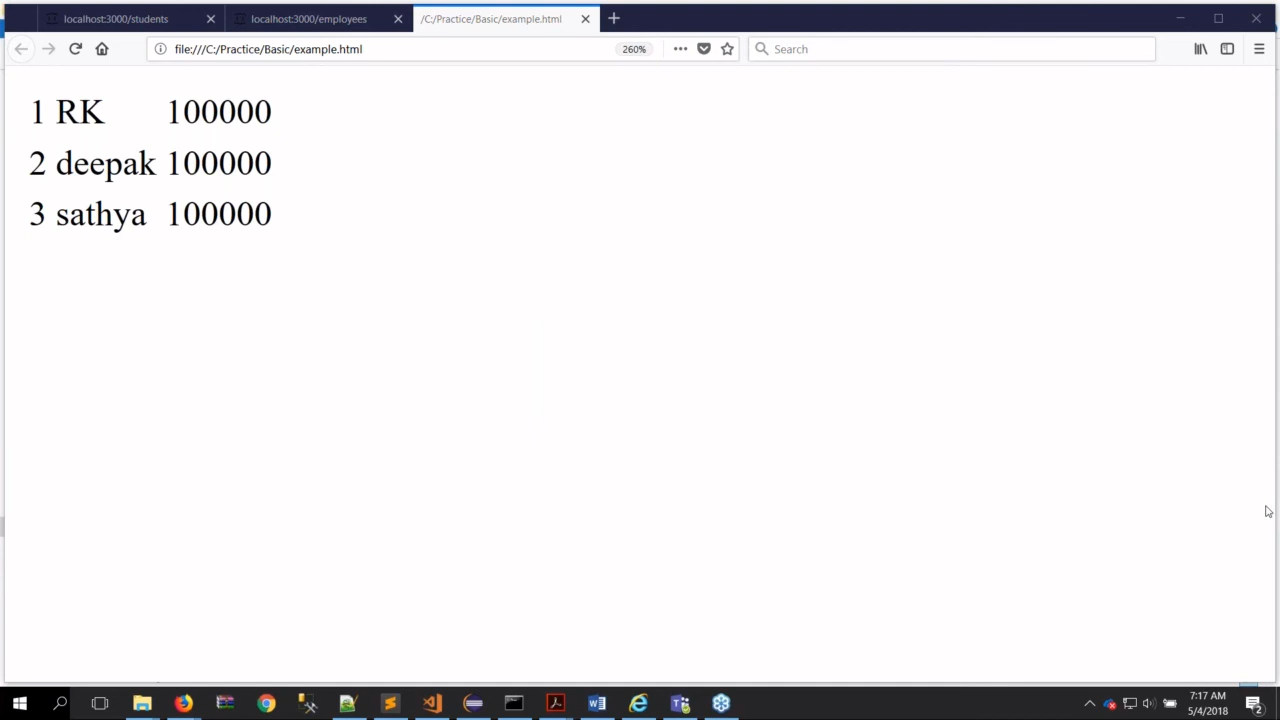 localhost:3000/students
localhost:3000/employees
/C:/Practice/Basic/example.html
file:///C:/Practice/Basic/example.html
260%
Search
1 RK 100000
2 deepak 100000
3 sathya 100000
7:17 AM
5/4/2018
2